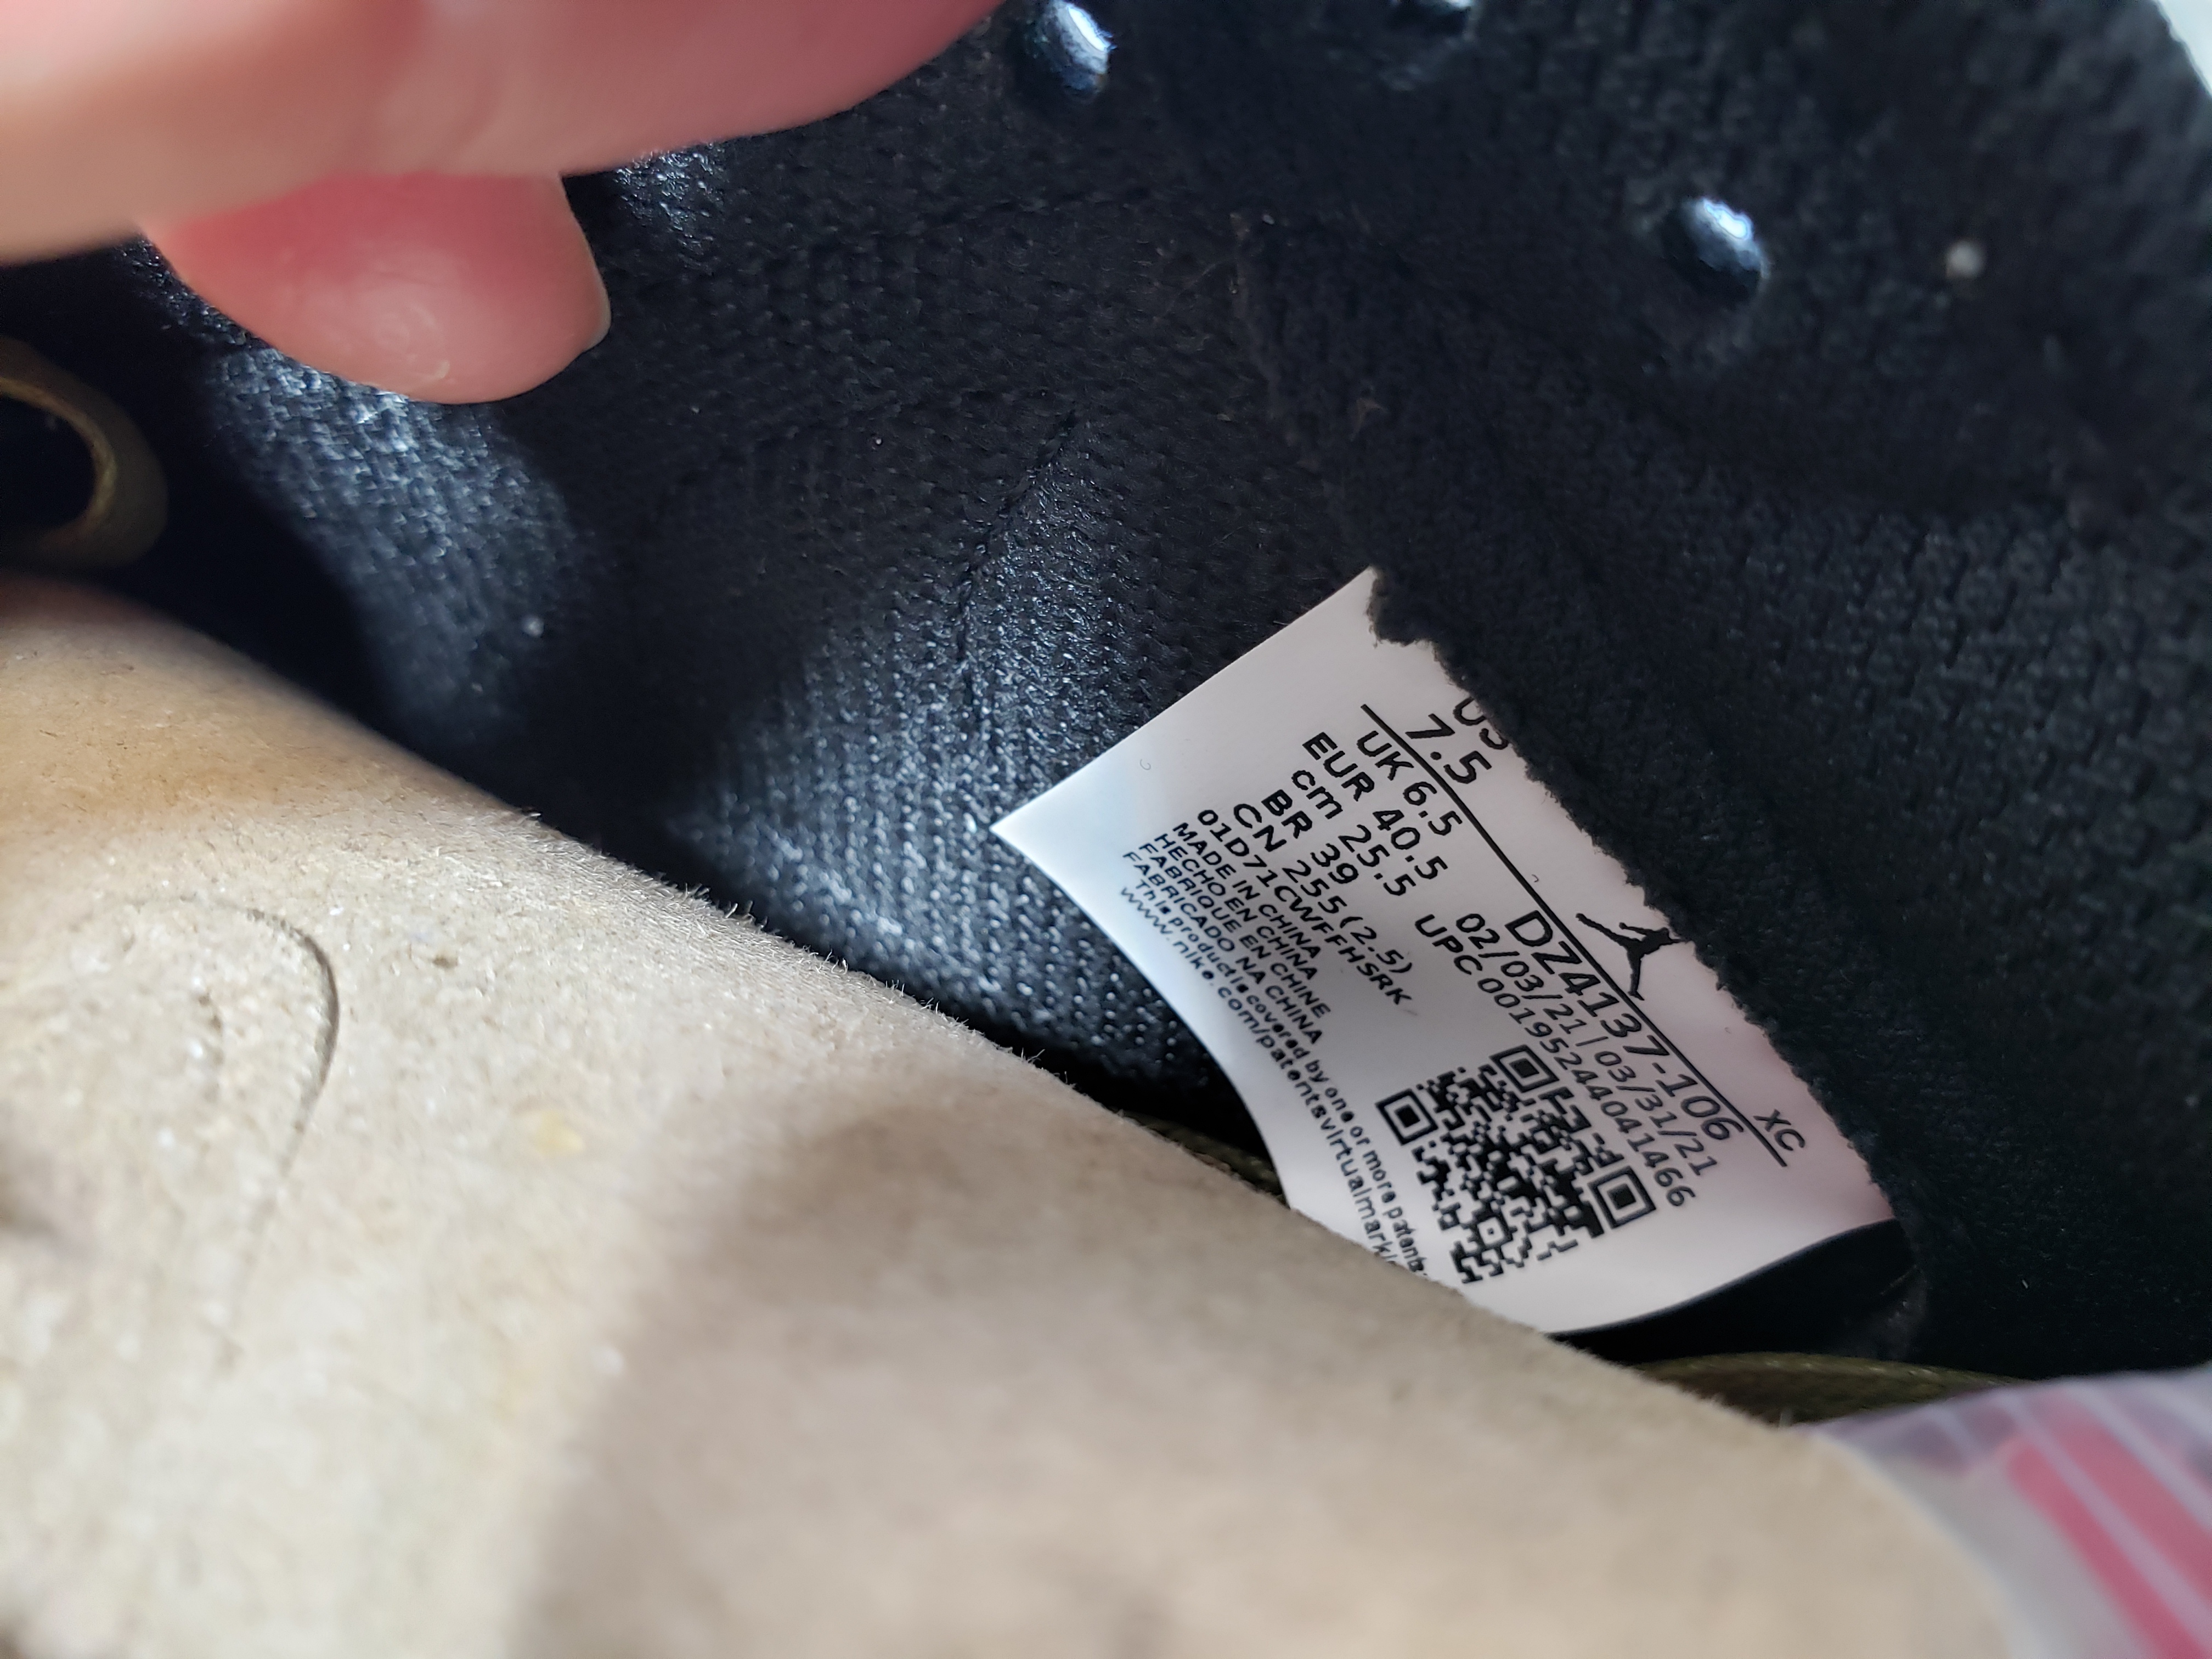 US
7.5
XC
UK 6.5
DZ4137-106
EUR 40.5
02/03/21 | 03/31/21
cm 25.5
UPC 00195244041466
BR 39
CN 255(2.5)
01D71CWFFHSRK
MADE IN CHINA
HECHO EN CHINA
FABRIQUE EN CHINE
FABRICADO NA CHINA
This product is covered by one or more patents.
www.nike.com/patentsvirtualmark/